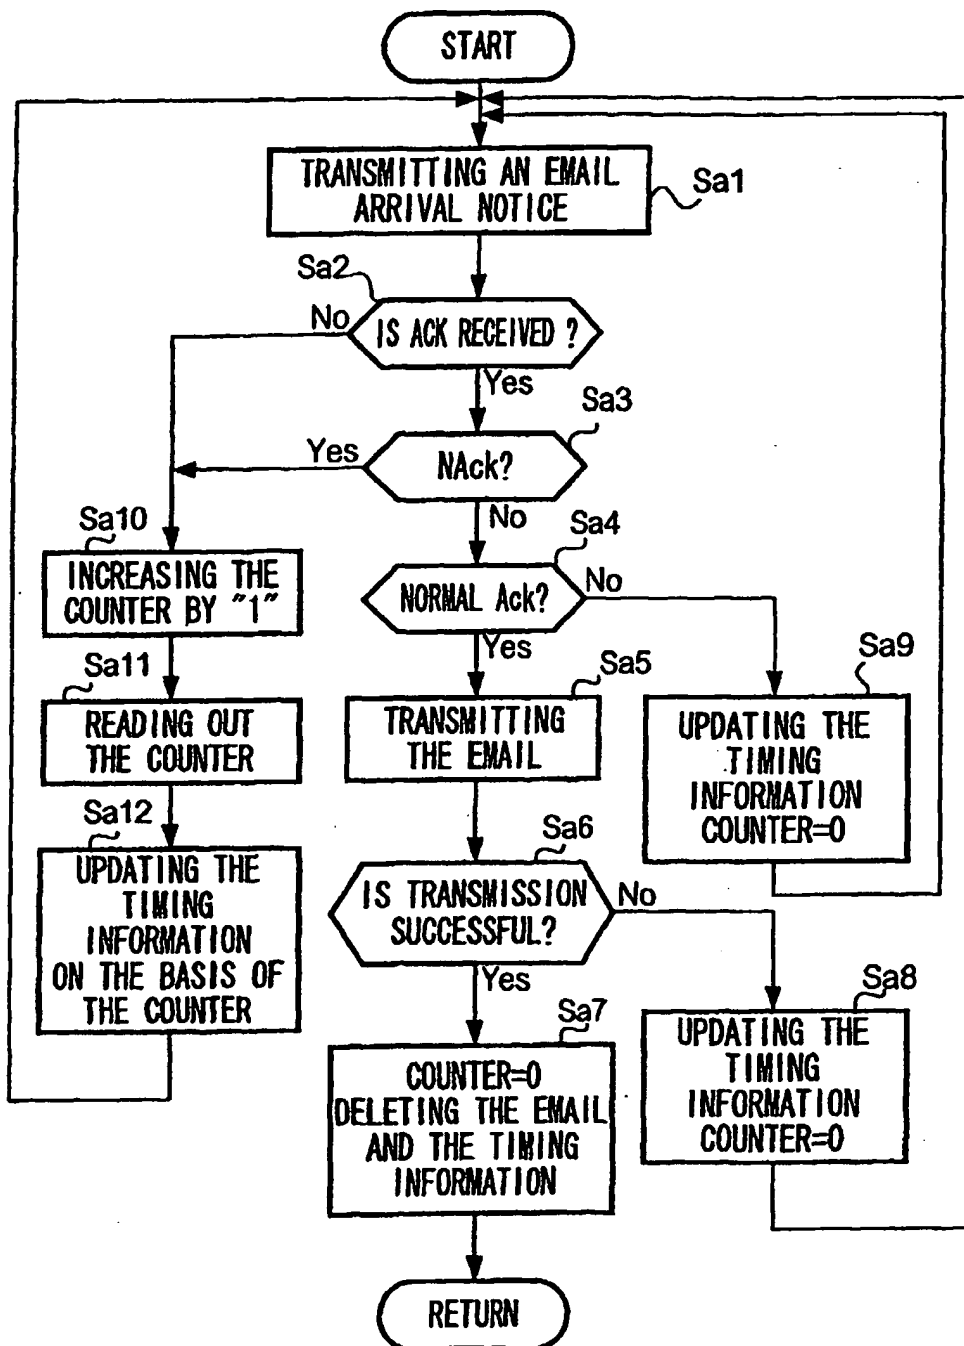 START
TRANSMITTING AN EMAIL
ARRIVAL NOTICE
Sa1
Sa2
No
IS ACK RECEIVED ?
Yes
Sa3
Yes
NAck?
No
Sa4
Sa10
NORMAL Ack?
No
INCREASING THE
COUNTER BY "1"
Yes
Sa9
Sa11
Sa5
READING OUT
THE COUNTER
TRANSMITTING
THE EMAIL
UPDATING THE
TIMING
INFORMATION
COUNTER=0
Sa12
Sa6
UPDATING THE
TIMING
INFORMATION
ON THE BASIS OF
THE COUNTER
IS TRANSMISSION
SUCCESSFUL?
No
Yes
Sa8
Sa7
UPDATING THE
TIMING
INFORMATION
COUNTER=0
COUNTER=0
DELETING THE EMAIL
AND THE TIMING
INFORMATION
RETURN